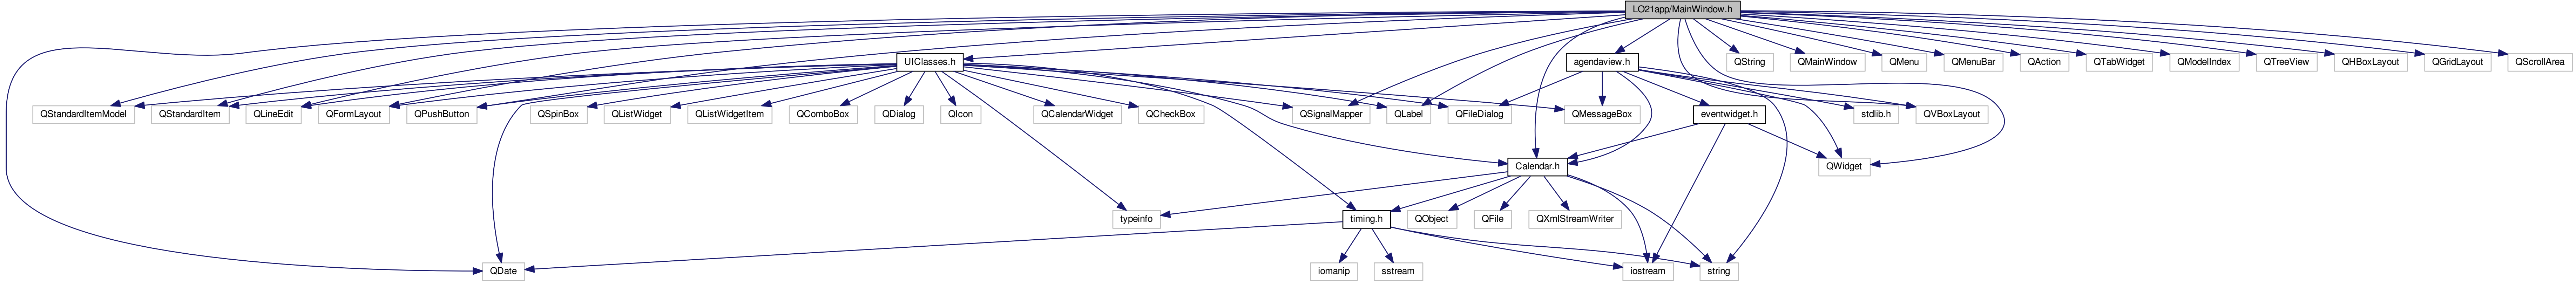 LO21app/MainWindow.h
UIClasses.h
agendaview.h
QString
QMainWindow
QMenu
QMenuBar
QAction
QTabWidget
QModelIndex
QTreeView
QHBoxLayout
QGridLayout
QScrollArea
QStandardItemModel
QStandardItem
QLineEdit
QFormLayout
QPushButton
QSpinBox
QListWidget
QListWidgetItem
QComboBox
QDialog
QIcon
QCalendarWidget
QCheckBox
QSignalMapper
QLabel
QFileDialog
QMessageBox
eventwidget.h
stdlib.h
QVBoxLayout
Calendar.h
QWidget
typeinfo
timing.h
QObject
QFile
QXmlStreamWriter
QDate
iomanip
sstream
iostream
string